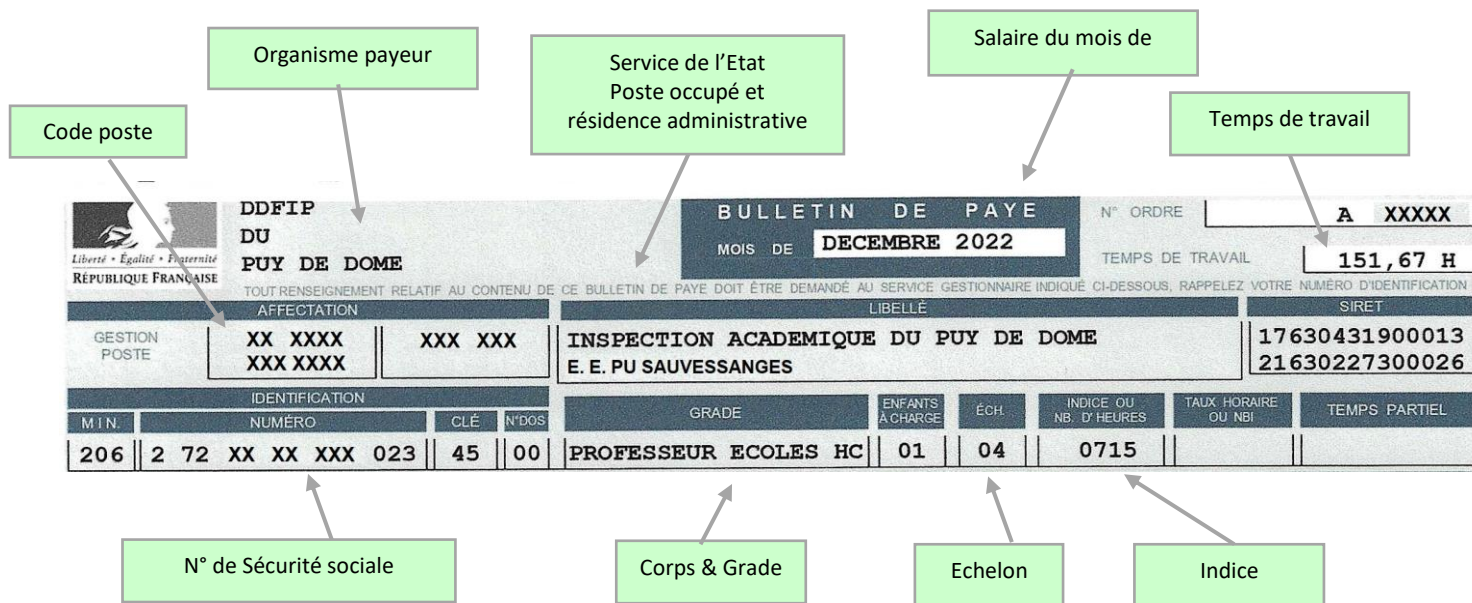 Organisme payeur
Service de l'Etat
Poste occupé et
résidence administrative
Salaire du mois de
Code poste
Temps de travail
Liberté • Égalité • Fraternité
RÉPUBLIQUE FRANÇAISE
DDFIP
DU
PUY DE DOME
BULLETIN DE PAYE
MOIS DE DECEMBRE 2022
N° ORDRE A XXXXX
TEMPS DE TRAVAIL 151,67 H
TOUT RENSEIGNEMENT RELATIF AU CONTENU DE CE BULLETIN DE PAYE DOIT ÊTRE DEMANDÉ AU SERVICE GESTIONNAIRE INDIQUÉ CI-DESSOUS, RAPPELEZ VOTRE NUMÉRO D'IDENTIFICATION
AFFECTATION LIBELLÉ SIRET
GESTION XX XXXX XXX XXX INSPECTION ACADEMIQUE DU PUY DE DOME 17630431900013
POSTE XXX XXXX E. E. PU SAUVESSANGES 21630227300026
IDENTIFICATION
MIN. NUMÉRO CLÉ N°DOS GRADE ENFANTS À CHARGE ÉCH. INDICE OU NB. D'HEURES TAUX HORAIRE OU NBI TEMPS PARTIEL
206 2 72 XX XX XXX 023 45 00 PROFESSEUR ECOLES HC 01 04 0715
N° de Sécurité sociale
Corps & Grade
Echelon
Indice